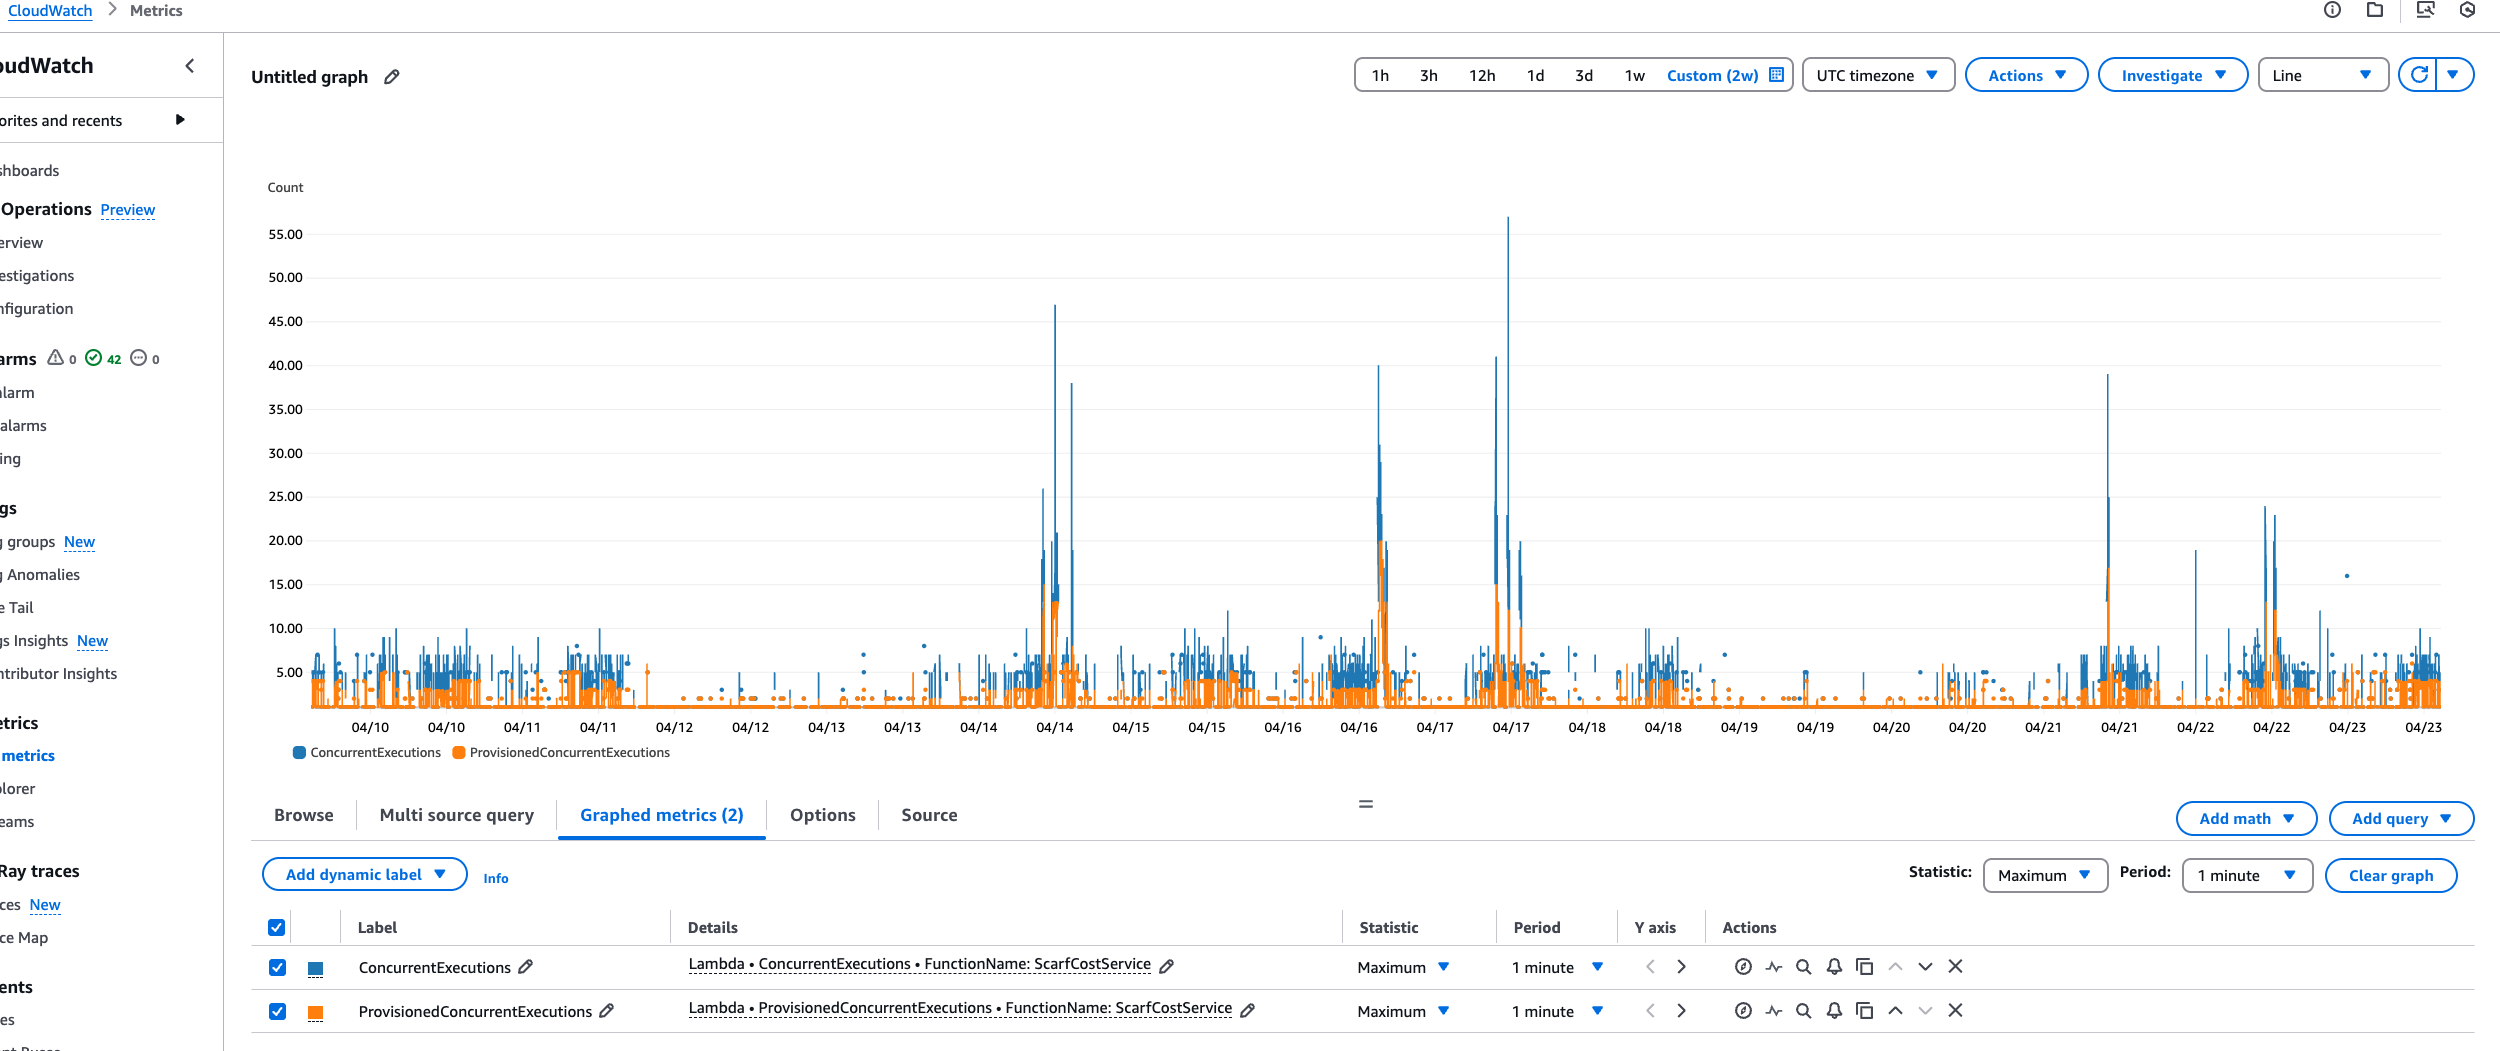 CloudWatch > Metrics
oudWatch
orites and recents
shboards
Operations Preview
erview
estigations
nfiguration
arms 0 42 0
alarm
alarms
ing
gs
g groups New
g Anomalies
e Tail
gs Insights New
ntributor Insights
etrics
metrics
plorer
eams
Ray traces
ces New
ce Map
ents
es
Untitled graph
1h 3h 12h 1d 3d 1w Custom (2w) UTC timezone Actions Investigate Line
Count
55.00
50.00
45.00
40.00
35.00
30.00
25.00
20.00
15.00
10.00
5.00
04/10 04/10 04/11 04/11 04/12 04/12 04/13 04/13 04/14 04/14 04/15 04/15 04/16 04/16 04/17 04/17 04/18 04/18 04/19 04/19 04/20 04/20 04/21 04/21 04/22 04/22 04/23 04/23
ConcurrentExecutions ProvisionedConcurrentExecutions
Browse Multi source query Graphed metrics (2) Options Source Add math Add query
Add dynamic label Info Statistic: Maximum Period: 1 minute Clear graph
Label Details Statistic Period Y axis Actions
ConcurrentExecutions Lambda • ConcurrentExecutions • FunctionName: ScarfCostService Maximum 1 minute
ProvisionedConcurrentExecutions Lambda • ProvisionedConcurrentExecutions • FunctionName: ScarfCostService Maximum 1 minute